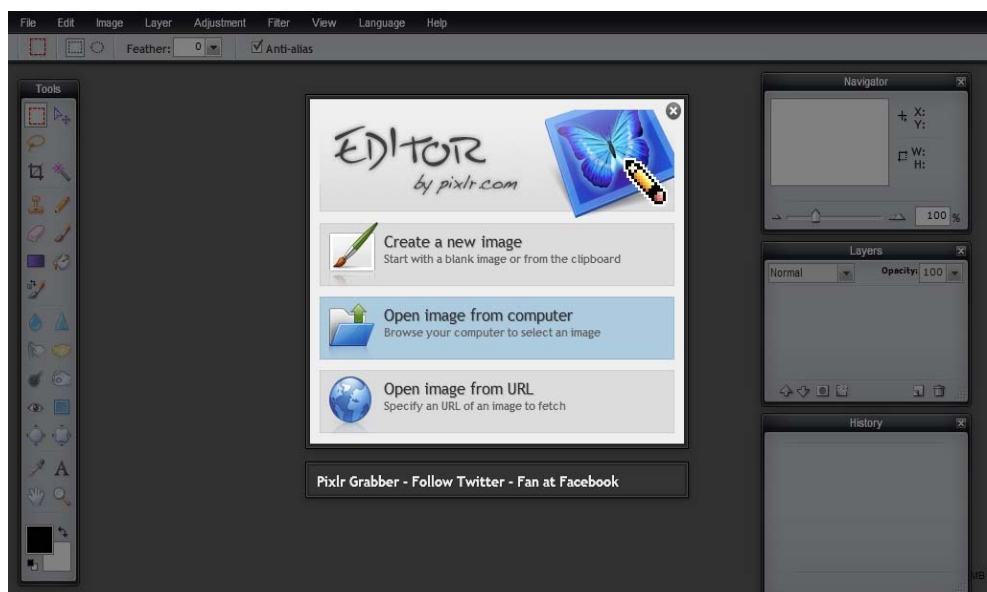 File Edit Image Layer Adjustment Filter View Language Help
Feather: 0 Anti-alias
Tools
Navigator
X:
Y:
W:
H:
100 %
EDITOR
by pixlr.com
Create a new image
Start with a blank image or from the clipboard
Open image from computer
Browse your computer to select an image
Open image from URL
Specify an URL of an image to fetch
Pixlr Grabber - Follow Twitter - Fan at Facebook
Layers
Normal Opacity: 100
History
MB
A